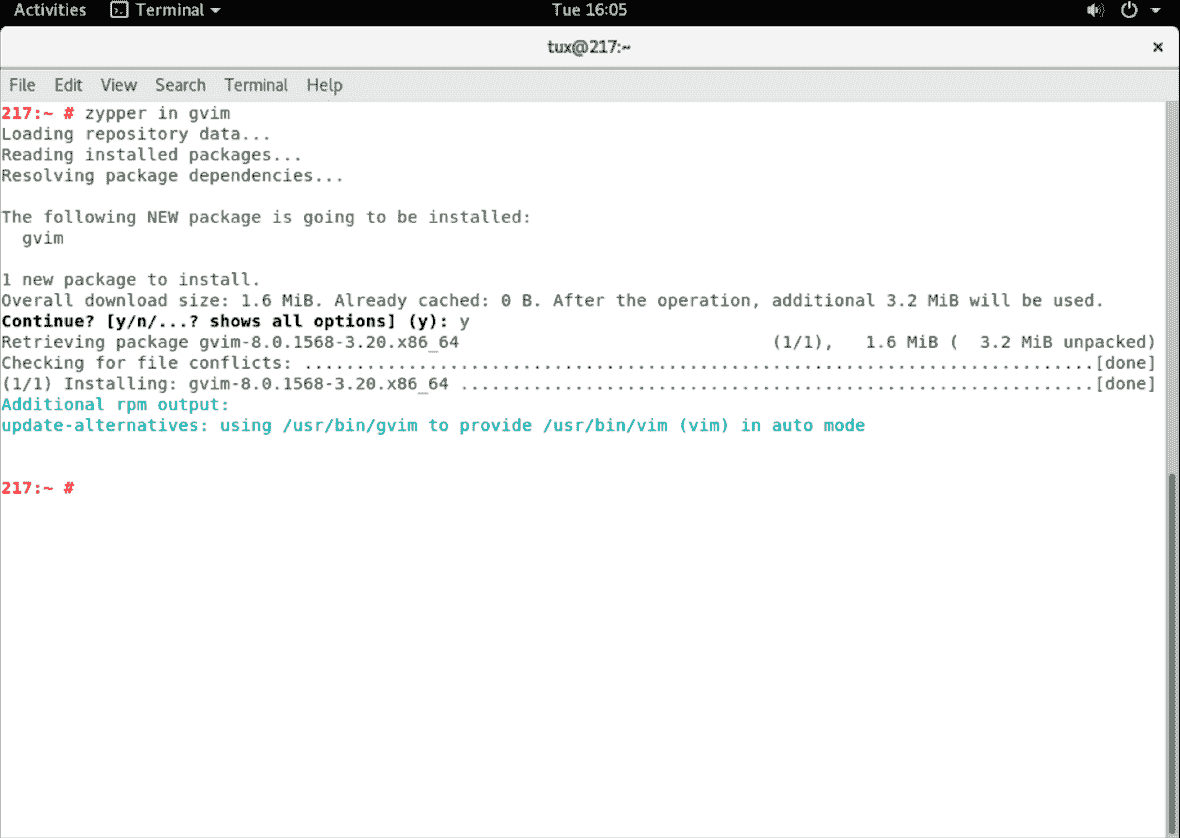 Activities Terminal Tue 16:05
tux@217:~
File Edit View Search Terminal Help
217:~ # zypper in gvim
Loading repository data...
Reading installed packages...
Resolving package dependencies...
The following NEW package is going to be installed:
  gvim
1 new package to install.
Overall download size: 1.6 MiB. Already cached: 0 B. After the operation, additional 3.2 MiB will be used.
Continue? [y/n/...? shows all options] (y): y
Retrieving package gvim-8.0.1568-3.20.x86_64 (1/1),   1.6 MiB (  3.2 MiB unpacked)
Checking for file conflicts: ............................................................................[done]
(1/1) Installing: gvim-8.0.1568-3.20.x86_64 .............................................................[done]
Additional rpm output:
update-alternatives: using /usr/bin/gvim to provide /usr/bin/vim (vim) in auto mode
217:~ #